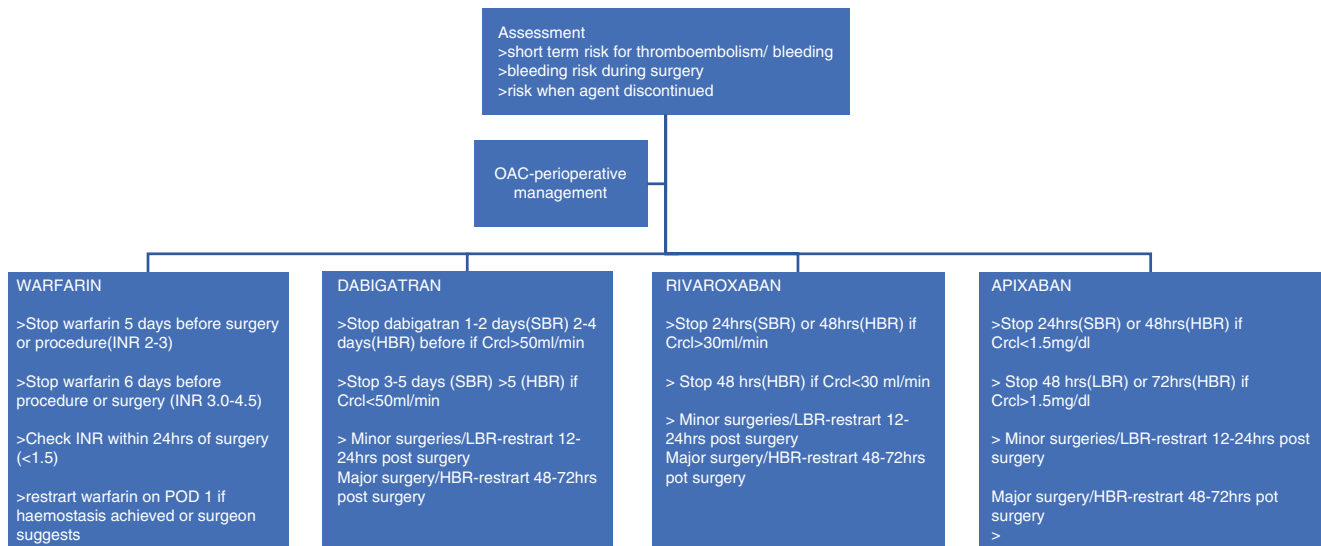 Assessment
>short term risk for thromboembolism/ bleeding
>bleeding risk during surgery
>risk when agent discontinued
OAC-perioperative
management
WARFARIN
>Stop warfarin 5 days before surgery
or procedure(INR 2-3)
>Stop warfarin 6 days before
procedure or surgery (INR 3.0-4.5)
>Check INR within 24hrs of surgery
(<1.5)
>restrart warfarin on POD 1 if
haemostasis achieved or surgeon
suggests
DABIGATRAN
>Stop dabigatran 1-2 days(SBR) 2-4
days(HBR) before if Crcl>50ml/min
>Stop 3-5 days (SBR) >5 (HBR) if
Crcl<50ml/min
> Minor surgeries/LBR-restrart 12-
24hrs post surgery
Major surgery/HBR-restrart 48-72hrs
post surgery
RIVAROXABAN
>Stop 24hrs(SBR) or 48hrs(HBR) if
Crcl>30ml/min
> Stop 48 hrs(HBR) if Crcl<30 ml/min
> Minor surgeries/LBR-restrart 12-
24hrs post surgery
Major surgery/HBR-restrart 48-72hrs
pot surgery
APIXABAN
>Stop 24hrs(SBR) or 48hrs(HBR) if
Crcl<1.5mg/dl
> Stop 48 hrs(LBR) or 72hrs(HBR) if
Crcl>1.5mg/dl
> Minor surgeries/LBR-restrart 12-24hrs post
surgery
Major surgery/HBR-restrart 48-72hrs pot
surgery
>